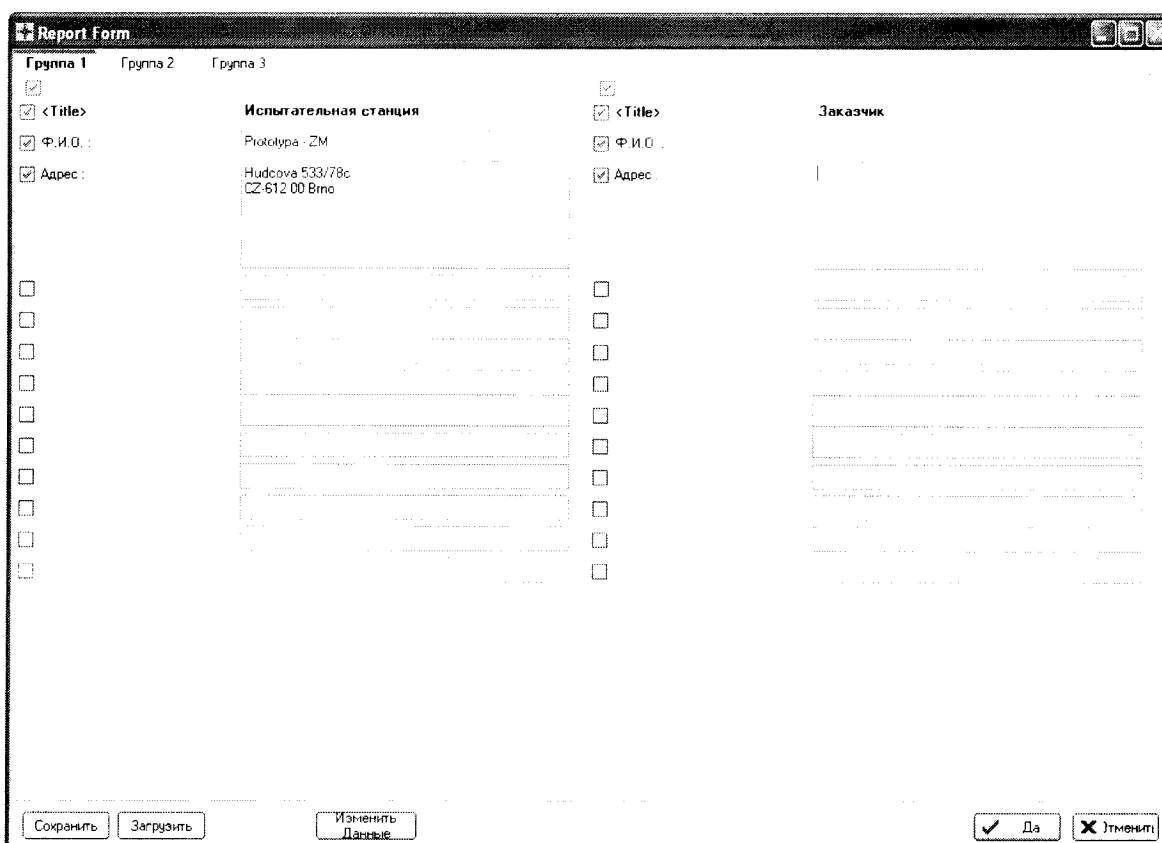 Report Form
Группа 1 Группа 2 Группа 3
<Title> Испытательная станция
Ф.И.О. : Prototypa - ZM
Адрес : Hudcova 533/78c
CZ-612 00 Brno
<Title> Заказчик
Ф.И.О. :
Адрес :
Сохранить Загрузить Изменить
Данные
Да Отменить